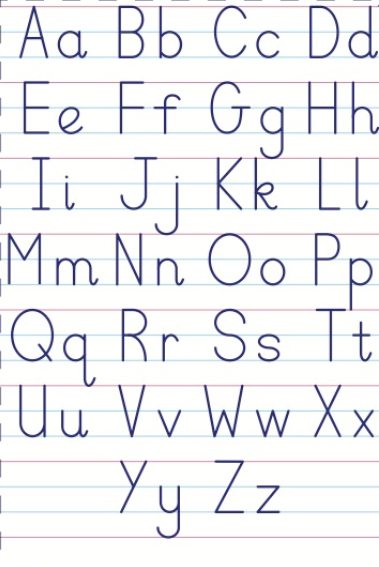 Aa Bb Cc Dd
Ee Ff Gg Hh
Ii Jj Kk Ll
Mm Nn Oo Pp
Qq Rr Ss Tt
Uu Vv Ww Xx
Yy Zz